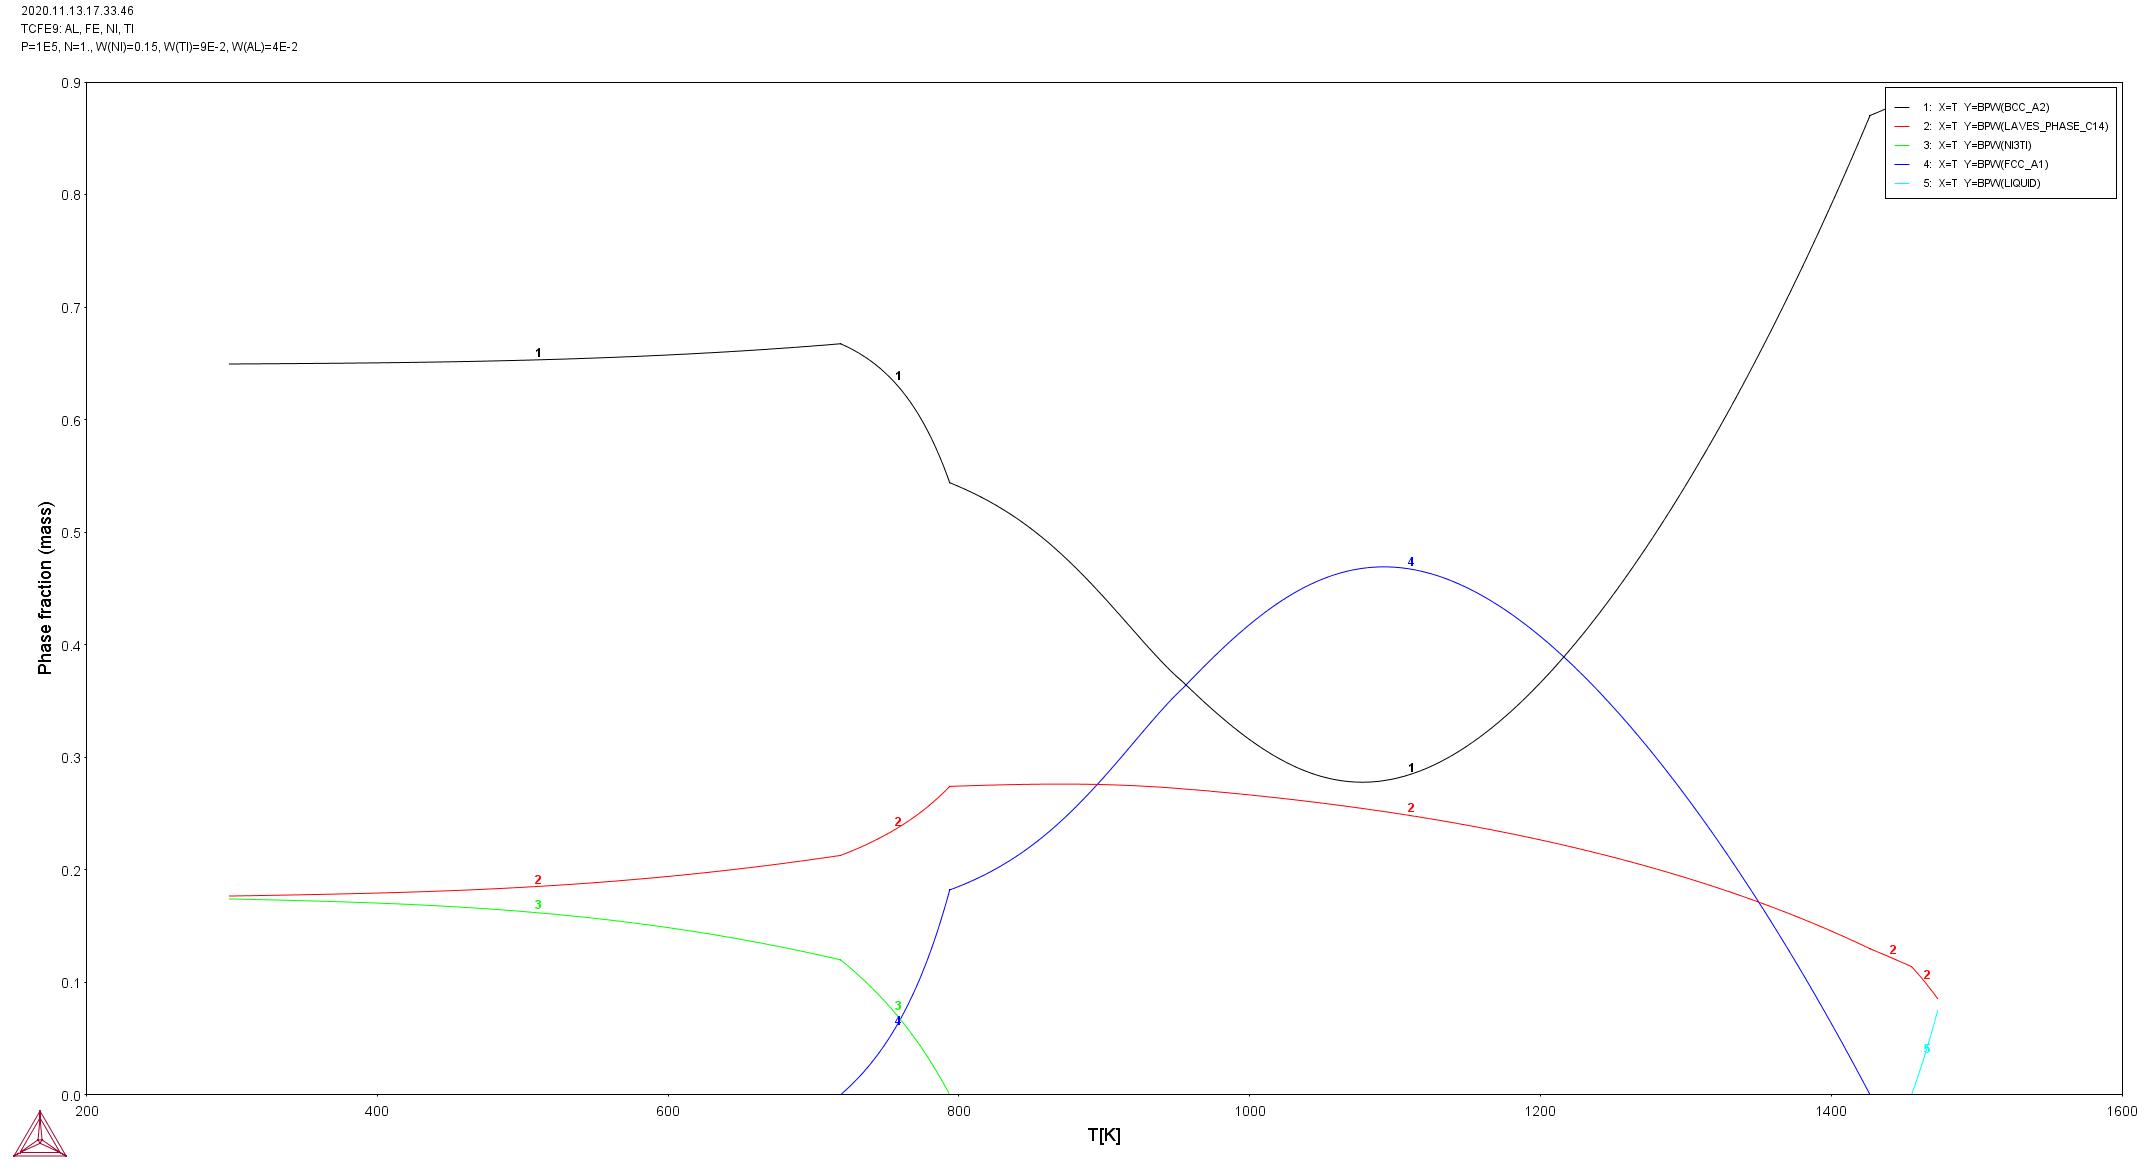 2020.11.13.17.33.46
TCFE9: AL, FE, NI, TI
P=1E5, N=1., W(NI)=0.15, W(TI)=9E-2, W(AL)=4E-2
0.9
0.8
0.7
0.6
0.5
0.4
0.3
0.2
0.1
0.0
Phase fraction (mass)
1: X=T Y=BPW(BCC_A2)
2: X=T Y=BPW(LAVES_PHASE_C14)
3: X=T Y=BPW(NI3TI)
4: X=T Y=BPW(FCC_A1)
5: X=T Y=BPW(LIQUID)
1
1
4
1
2
2
2
2
2
3
3
4
5
200 400 600 800 1000 1200 1400 1600
T[K]